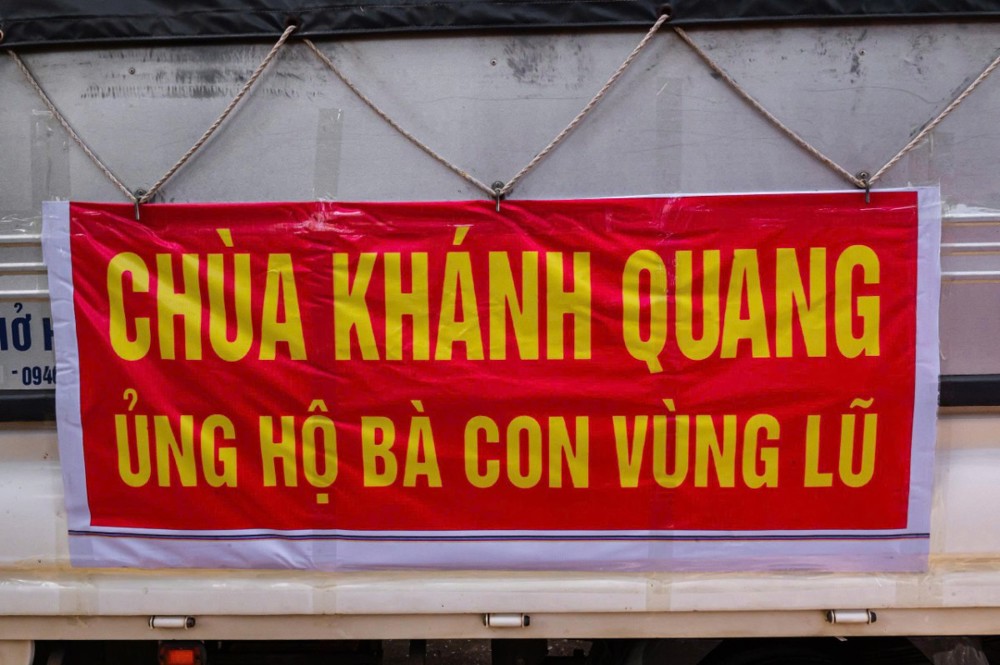 CHÙA KHÁNH QUANG
ỦNG HỘ BÀ CON VÙNG LŨ